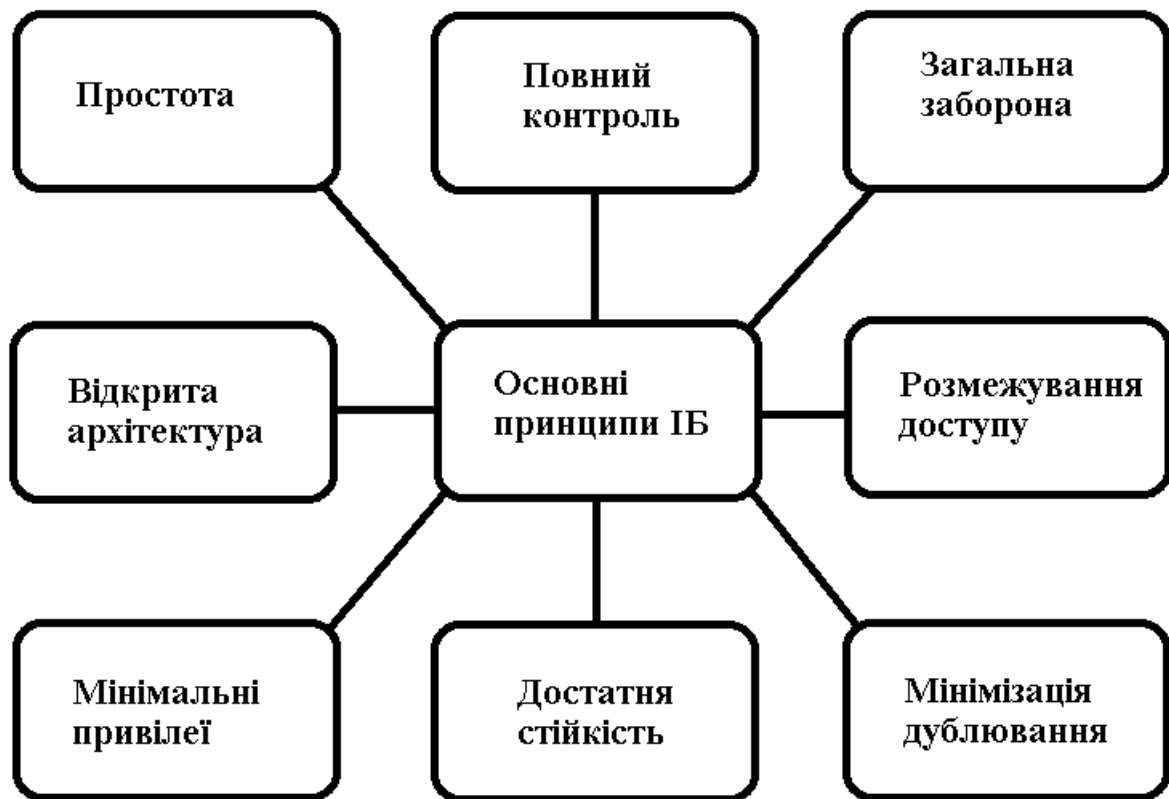 Простота
Повний
контроль
Загальна
заборона
Відкрита
архітектура
Основні
принципи ІБ
Розмежування
доступу
Мінімальні
привілеї
Достатня
стійкість
Мінімізація
дублювання